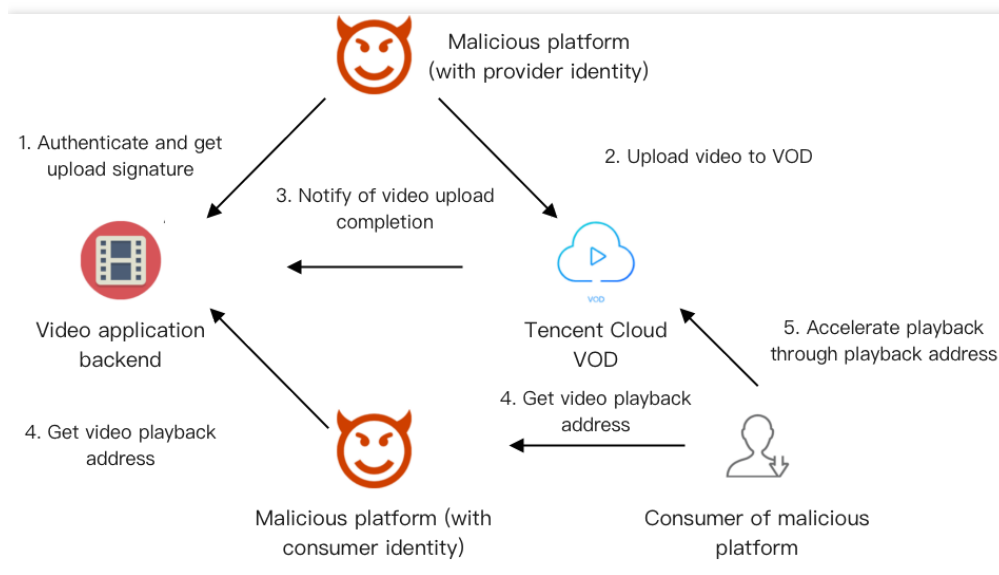 Malicious platform
(with provider identity)
1. Authenticate and get
upload signature
2. Upload video to VOD
3. Notify of video upload
completion
VOD
Video application
backend
Tencent Cloud
VOD
5. Accelerate playback
through playback address
4. Get video playback
address
4. Get video playback
address
Malicious platform (with
consumer identity)
Consumer of malicious
platform